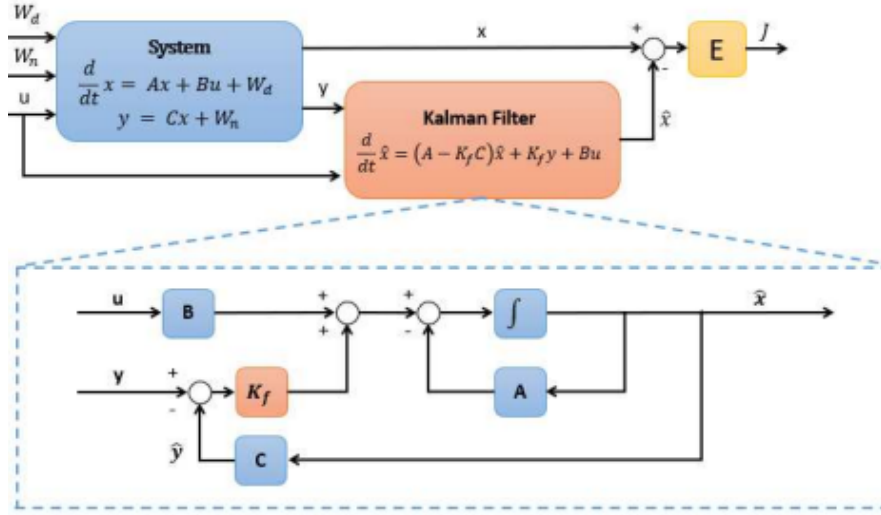 W_d
W_n
u
System
d/dt x = Ax + Bu + W_d
y = Cx + W_n
x
y
Kalman Filter
d/dt x̂ = (A − K_f C)x̂ + K_f y + Bu
+
-
x̂
E
J
u
B
+
+
+
-
∫
x̂
A
y
+
-
K_f
ŷ
C